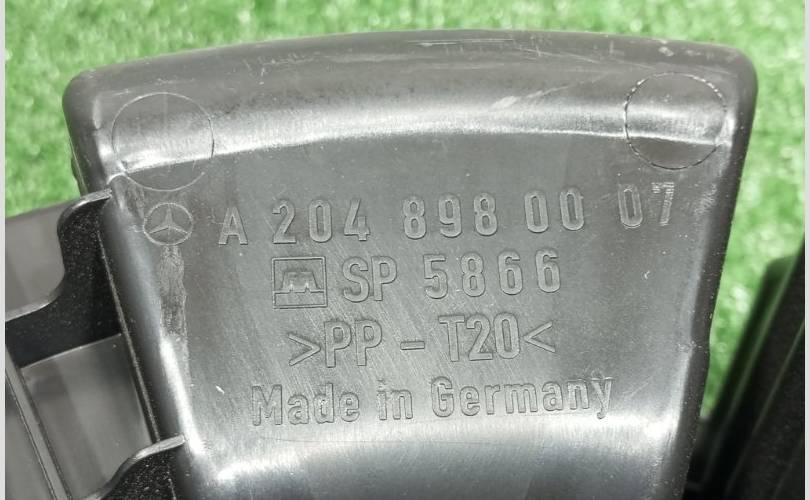 A 204 898 00 07
SP 5866
>PP - T20<
Made in Germany